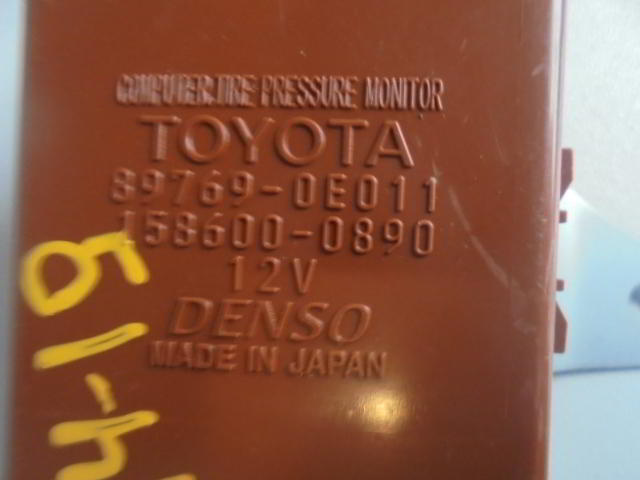 COMPUTER:TIRE PRESSURE MONITOR
TOYOTA
89769-0E011
158600-0890
12V
DENSO
MADE IN JAPAN